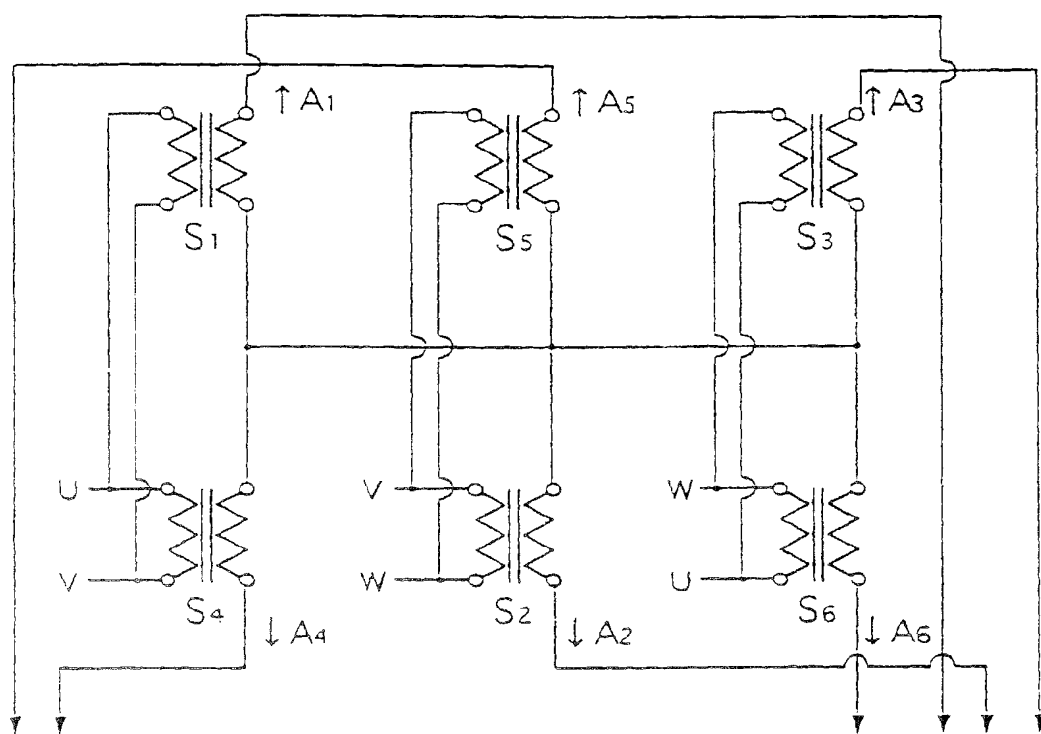 ↑ A1 ↑ A5 ↑ A3
S1 S5 S3
U V W
V W U
S4 S2 S6
↓ A4 ↓ A2 ↓ A6